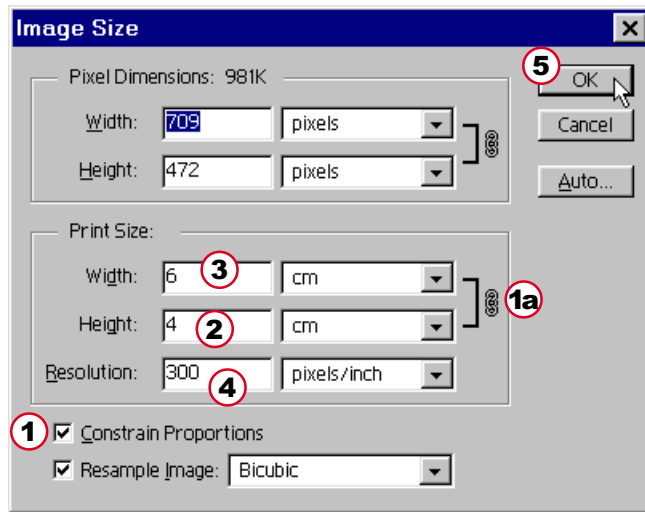 Image Size
Pixel Dimensions: 981K
5 OK
Width: 709 pixels
Cancel
Height: 472 pixels
Auto...
Print Size:
Width: 6 3 cm
1a
Height: 4 2 cm
Resolution: 300 4 pixels/inch
1 Constrain Proportions
Resample Image: Bicubic